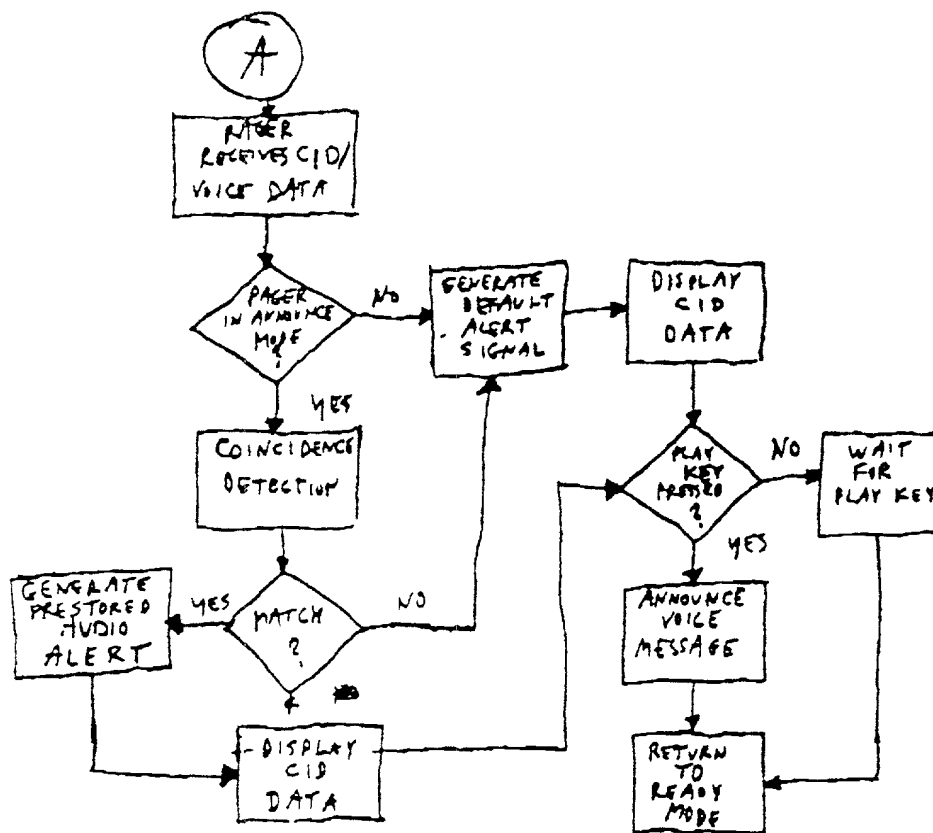 A
PAGER
RECEIVES CID/
VOICE DATA
PAGER
IN ANNOUNCE
MODE
?
NO
YES
GENERATE
DEFAULT
ALERT
SIGNAL
DISPLAY
CID
DATA
COINCIDENCE
DETECTION
PLAY
KEY
PRESSED
?
NO
YES
WAIT
FOR
PLAY KEY
MATCH
?
YES
NO
GENERATE
PRESTORED
AUDIO
ALERT
ANNOUNCE
VOICE
MESSAGE
DISPLAY
CID
DATA
RETURN
TO
READY
MODE